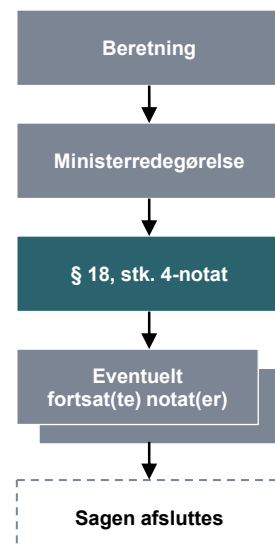 Beretning
Ministerredegørelse
§ 18, stk. 4-notat
Eventuelt
fortsat(te) notat(er)
Sagen afsluttes